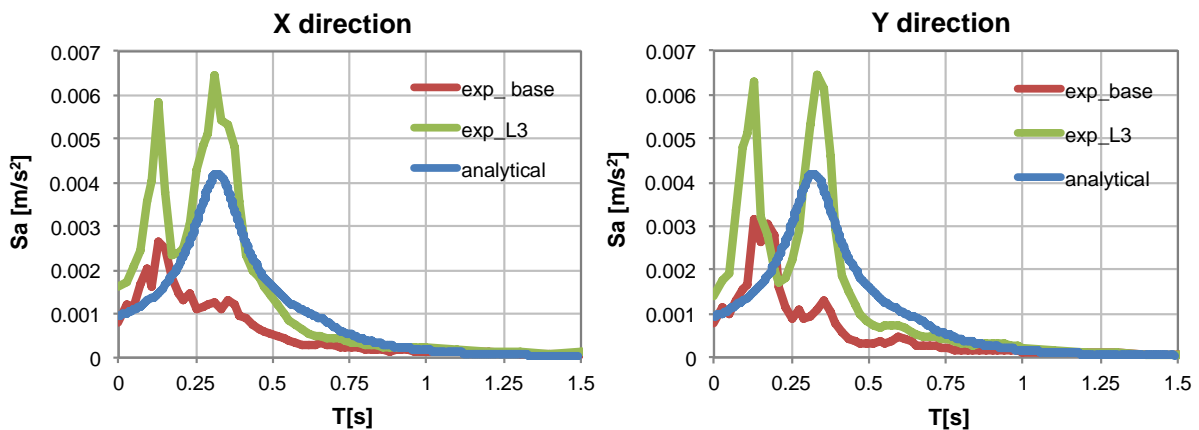 X direction
0.007
0.006
0.005
0.004
0.003
0.002
0.001
0
Sa [m/s²]
exp_ base
exp_L3
analytical
0 0.25 0.5 0.75 1 1.25 1.5
T[s]
Y direction
0.007
0.006
0.005
0.004
0.003
0.002
0.001
0
Sa [m/s²]
exp_base
exp_L3
analytical
0 0.25 0.5 0.75 1 1.25 1.5
T[s]